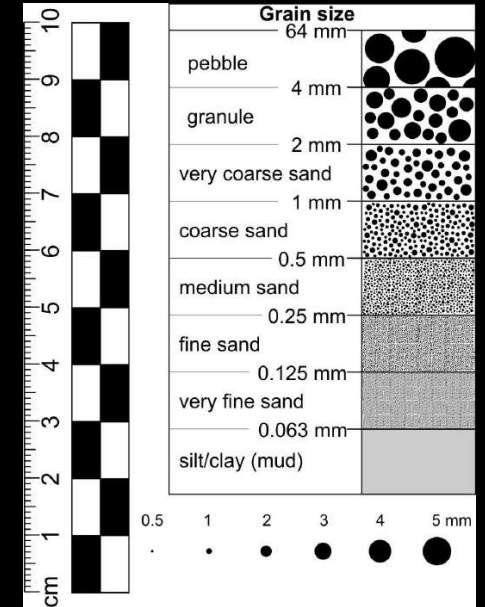 Grain size
64 mm
pebble
4 mm
granule
2 mm
very coarse sand
1 mm
coarse sand
0.5 mm
medium sand
0.25 mm
fine sand
0.125 mm
very fine sand
0.063 mm
silt/clay (mud)
0.5 1 2 3 4 5 mm
10
9
8
7
6
5
4
3
2
1
cm